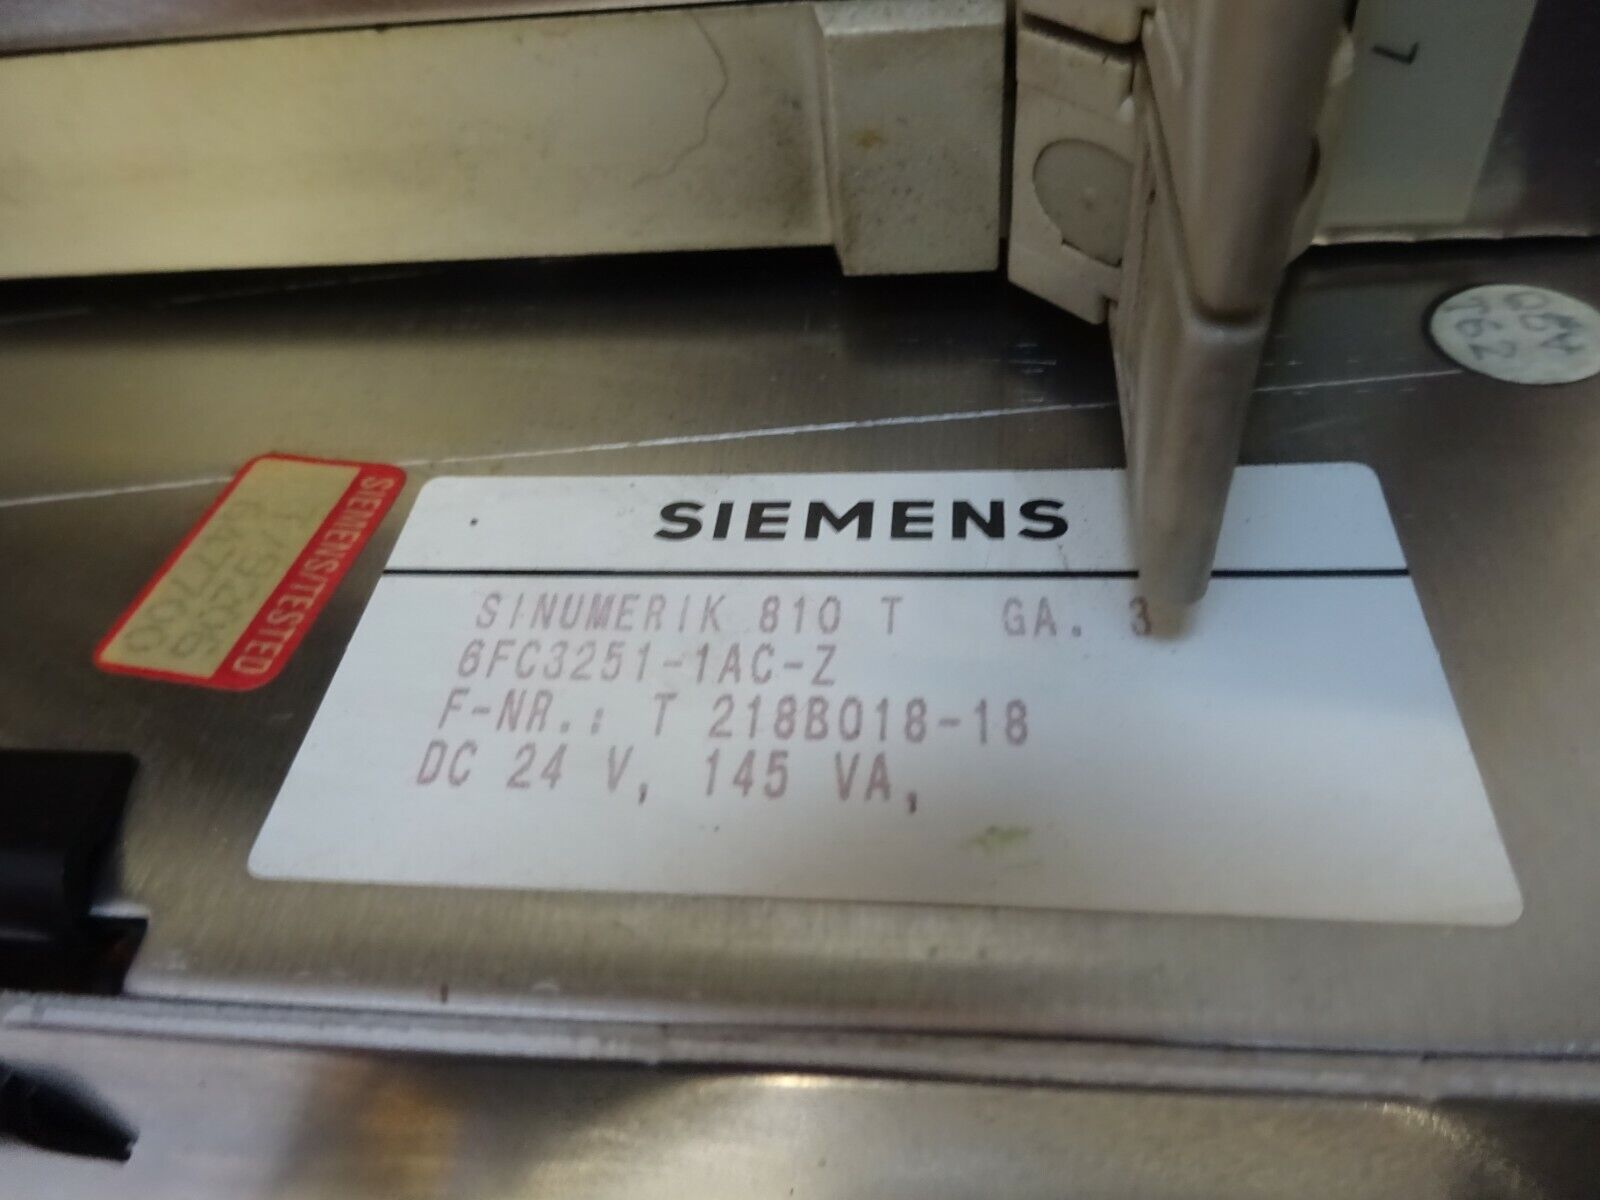 SIEMENS
SINUMERIK 810 T GA. 3
6FC3251-1AC-Z
F-NR.: T 218B018-18
DC 24 V, 145 VA,
SIEMENS/TESTED